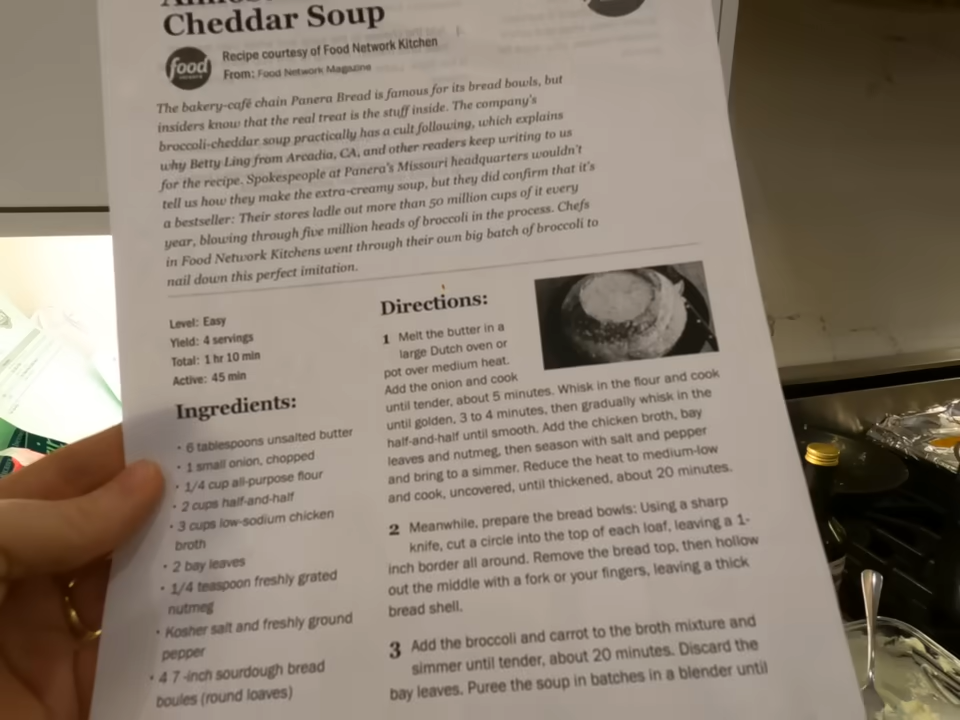 Cheddar Soup
food
Recipe courtesy of Food Network Kitchen
From: Food Network Magazine
The bakery-café chain Panera Bread is famous for its bread bowls, but
insiders know that the real treat is the stuff inside. The company's
broccoli-cheddar soup practically has a cult following, which explains
why Betty Ling from Arcadia, CA, and other readers keep writing to us
for the recipe. Spokespeople at Panera's Missouri headquarters wouldn't
tell us how they make the extra-creamy soup, but they did confirm that it's
a bestseller: Their stores ladle out more than 50 million cups of it every
year, blowing through five million heads of broccoli in the process. Chefs
in Food Network Kitchens went through their own big batch of broccoli to
nail down this perfect imitation.
Level: Easy
Yield: 4 servings
Total: 1 hr 10 min
Active: 45 min
Ingredients:
• 6 tablespoons unsalted butter
• 1 small onion, chopped
• 1/4 cup all-purpose flour
• 2 cups half-and-half
• 3 cups low-sodium chicken
broth
• 2 bay leaves
• 1/4 teaspoon freshly grated
nutmeg
• Kosher salt and freshly ground
pepper
• 4 7-inch sourdough bread
boules (round loaves)
Directions:
1 Melt the butter in a
large Dutch oven or
pot over medium heat.
Add the onion and cook
until tender, about 5 minutes. Whisk in the flour and cook
until golden, 3 to 4 minutes, then gradually whisk in the
half-and-half until smooth. Add the chicken broth, bay
leaves and nutmeg, then season with salt and pepper
and bring to a simmer. Reduce the heat to medium-low
and cook, uncovered, until thickened, about 20 minutes.
2 Meanwhile, prepare the bread bowls: Using a sharp
knife, cut a circle into the top of each loaf, leaving a 1-
inch border all around. Remove the bread top, then hollow
out the middle with a fork or your fingers, leaving a thick
bread shell.
3 Add the broccoli and carrot to the broth mixture and
simmer until tender, about 20 minutes. Discard the
bay leaves. Puree the soup in batches in a blender until